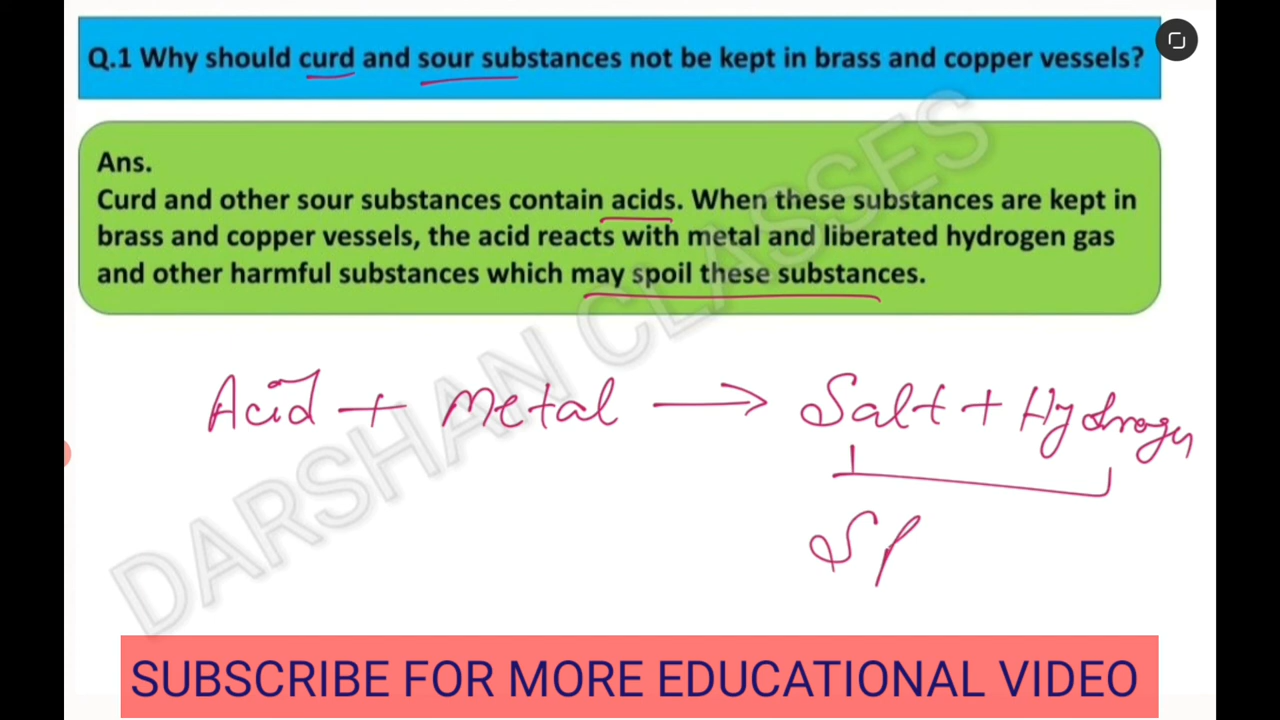 Q.1 Why should curd and sour substances not be kept in brass and copper vessels?
Ans.
Curd and other sour substances contain acids. When these substances are kept in
brass and copper vessels, the acid reacts with metal and liberated hydrogen gas
and other harmful substances which may spoil these substances.
Acid + Metal → Salt + Hydrogen
Sp
DARSHAN CLASSES
SUBSCRIBE FOR MORE EDUCATIONAL VIDEO